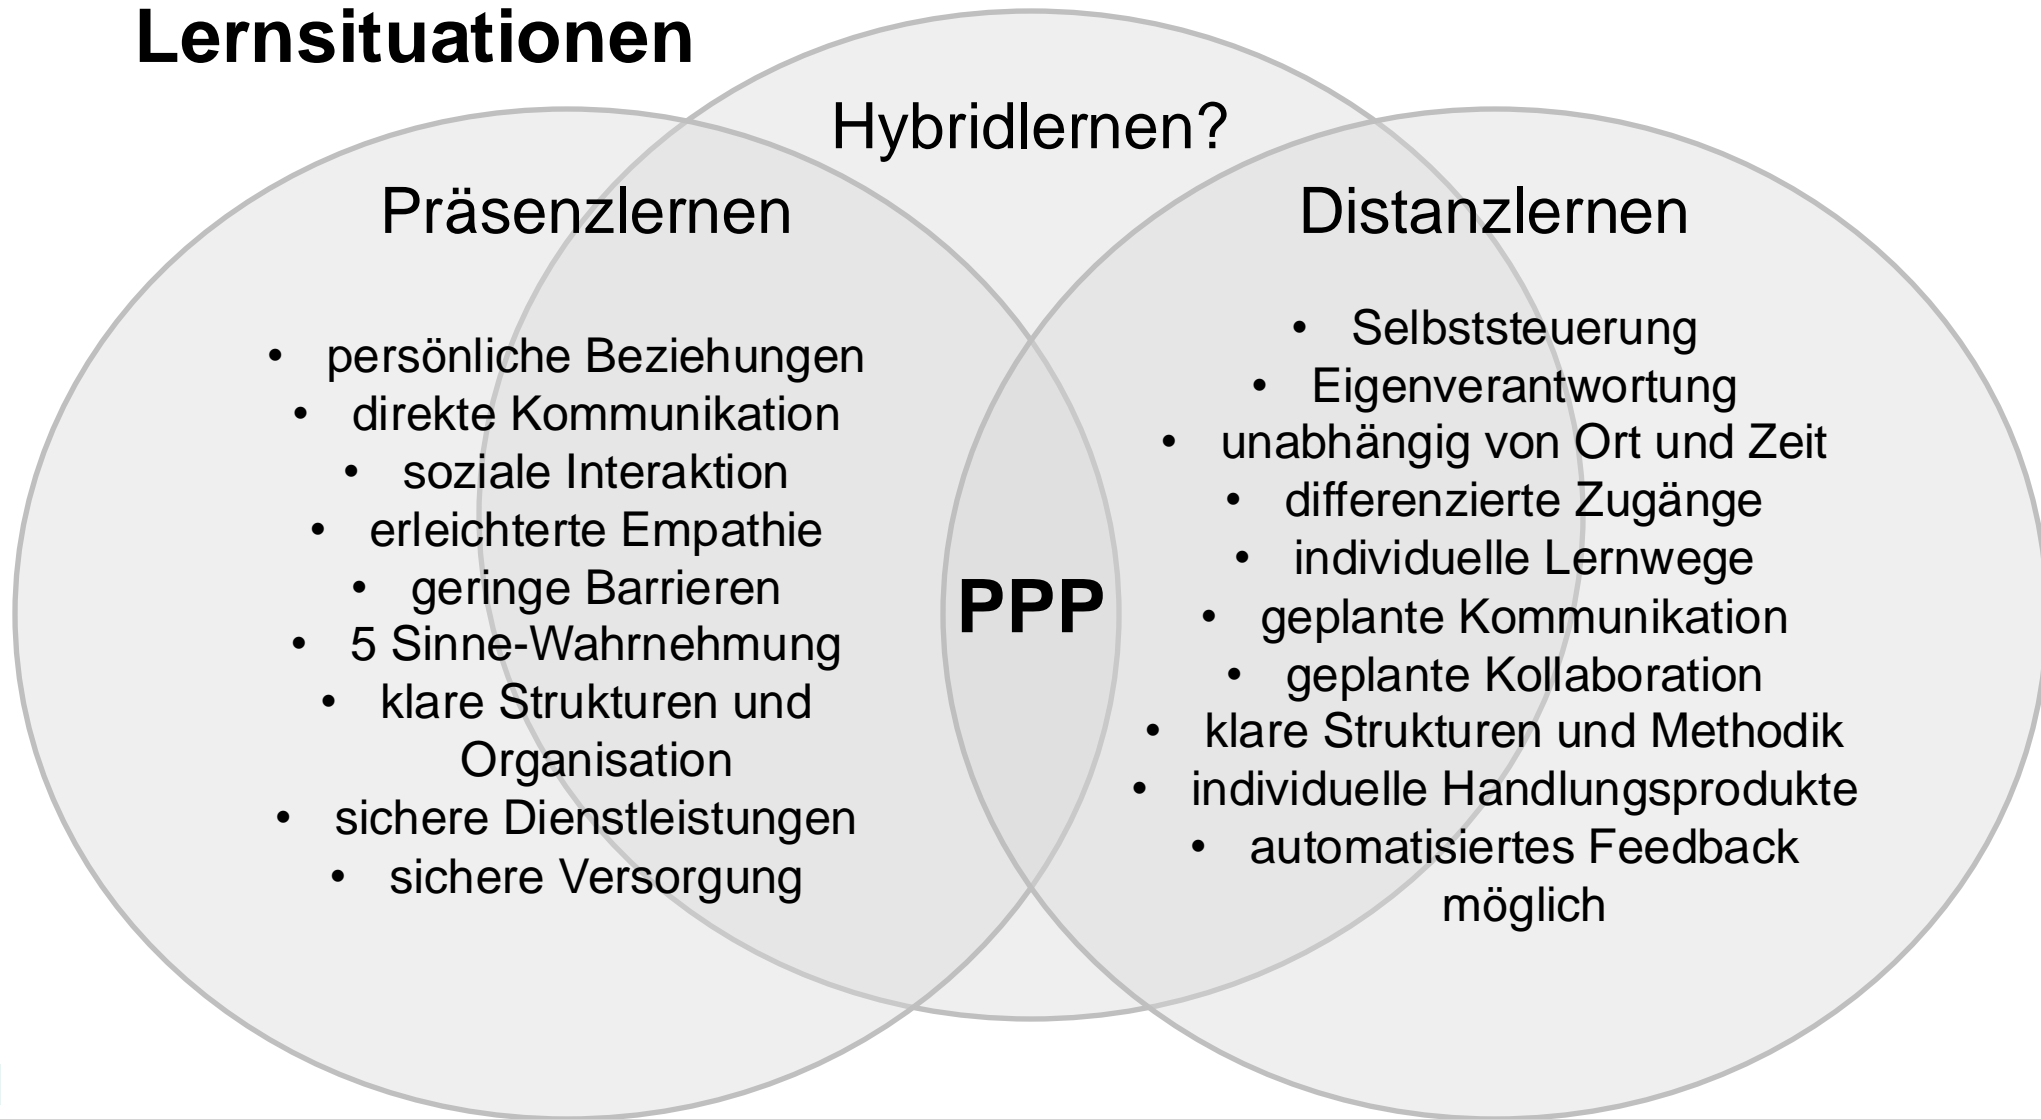 Lernsituationen
Hybridlernen?
Präsenzlernen
• persönliche Beziehungen
• direkte Kommunikation
• soziale Interaktion
• erleichterte Empathie
• geringe Barrieren
• 5 Sinne-Wahrnehmung
• klare Strukturen und
Organisation
• sichere Dienstleistungen
• sichere Versorgung
PPP
Distanzlernen
• Selbststeuerung
• Eigenverantwortung
• unabhängig von Ort und Zeit
• differenzierte Zugänge
• individuelle Lernwege
• geplante Kommunikation
• geplante Kollaboration
• klare Strukturen und Methodik
• individuelle Handlungsprodukte
• automatisiertes Feedback
möglich